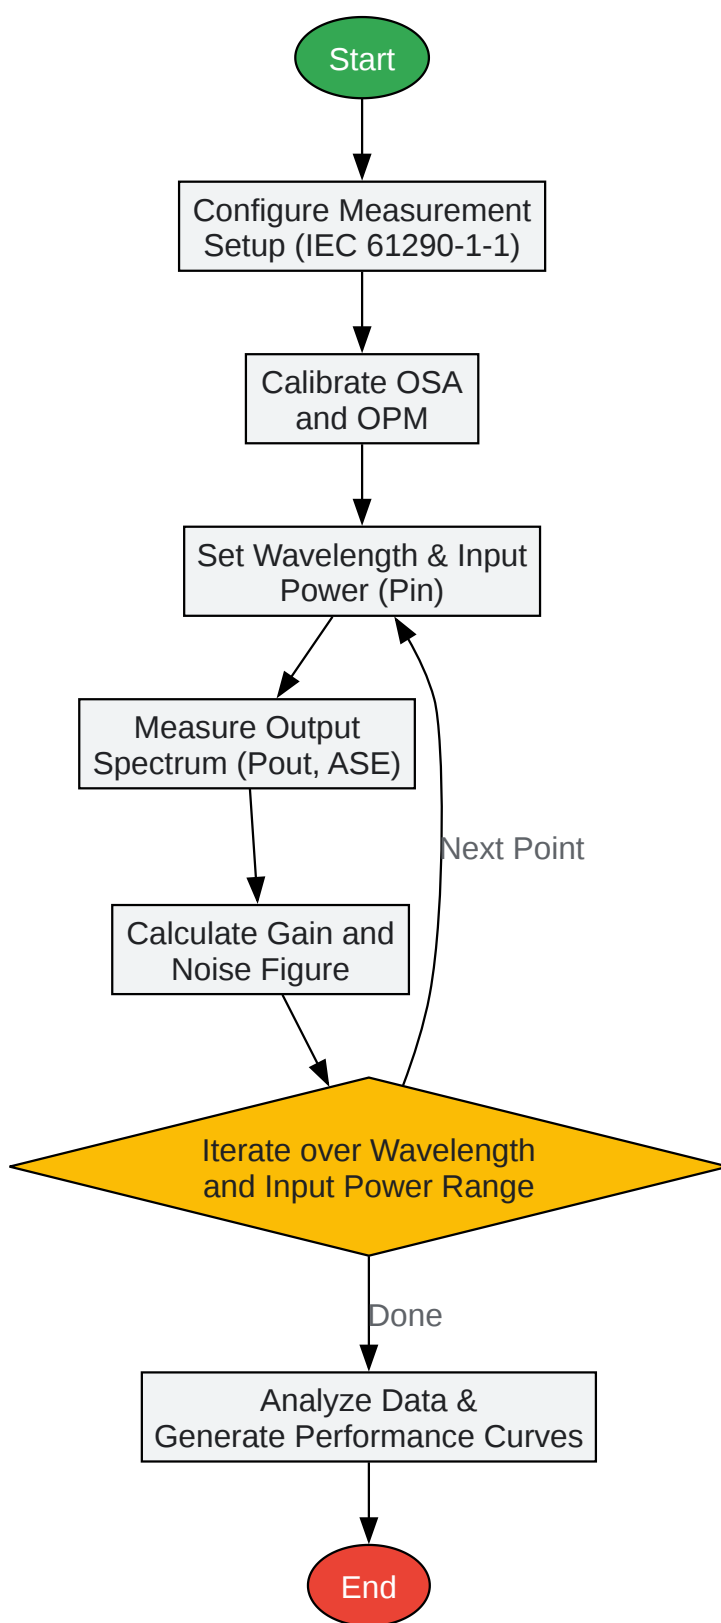 Start
Configure Measurement
Setup (IEC 61290-1-1)
Calibrate OSA
and OPM
Set Wavelength & Input
Power (Pin)
Measure Output
Spectrum (Pout, ASE)
Next Point
Calculate Gain and
Noise Figure
Iterate over Wavelength
and Input Power Range
Done
Analyze Data &
Generate Performance Curves
End